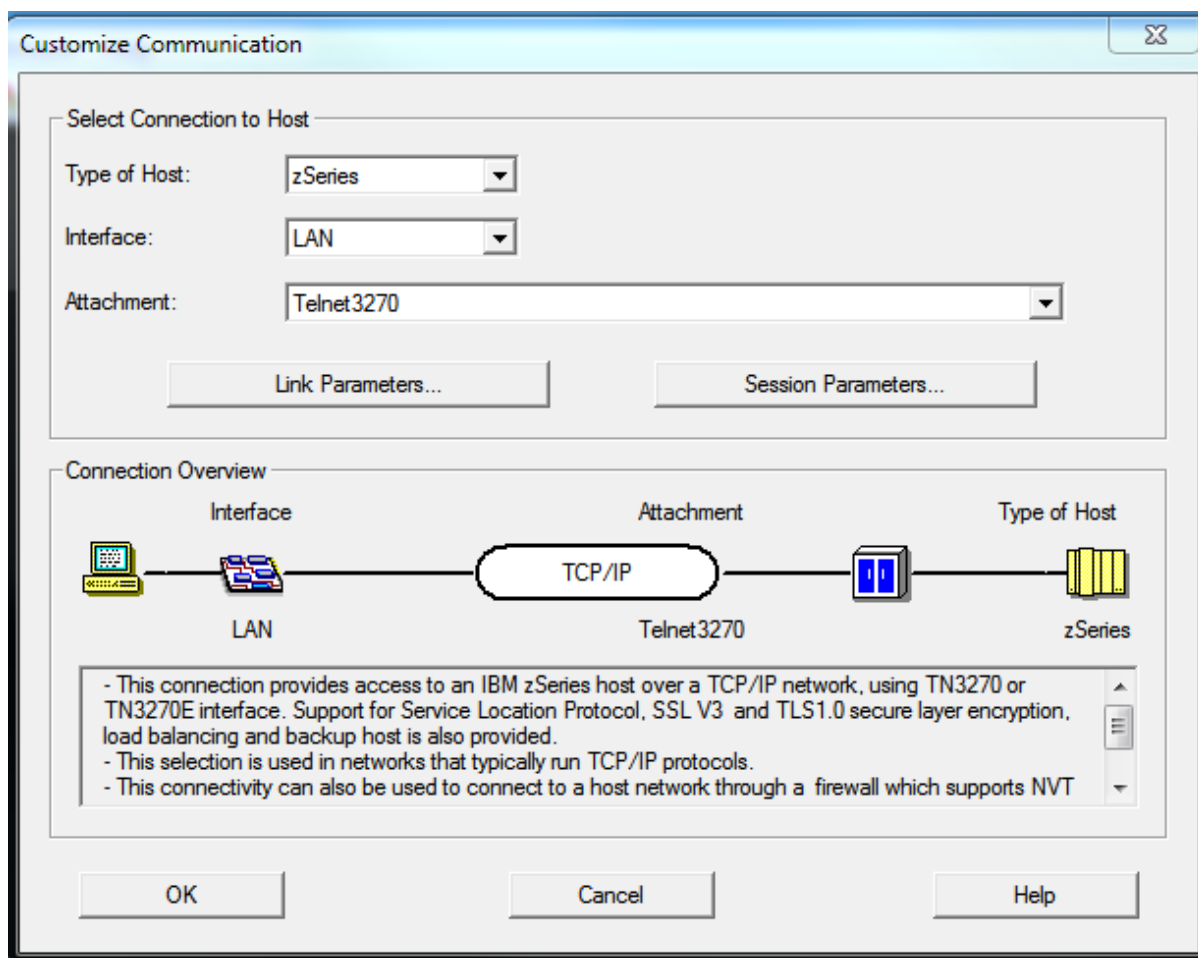 Customize Communication
Select Connection to Host
Type of Host:
zSeries
Interface:
LAN
Attachment:
Telnet3270
Link Parameters...
Session Parameters...
Connection Overview
Interface
Attachment
Type of Host
TCP/IP
LAN
Telnet3270
zSeries
- This connection provides access to an IBM zSeries host over a TCP/IP network, using TN3270 or
TN3270E interface. Support for Service Location Protocol, SSL V3 and TLS1.0 secure layer encryption,
load balancing and backup host is also provided.
- This selection is used in networks that typically run TCP/IP protocols.
- This connectivity can also be used to connect to a host network through a firewall which supports NVT
OK
Cancel
Help